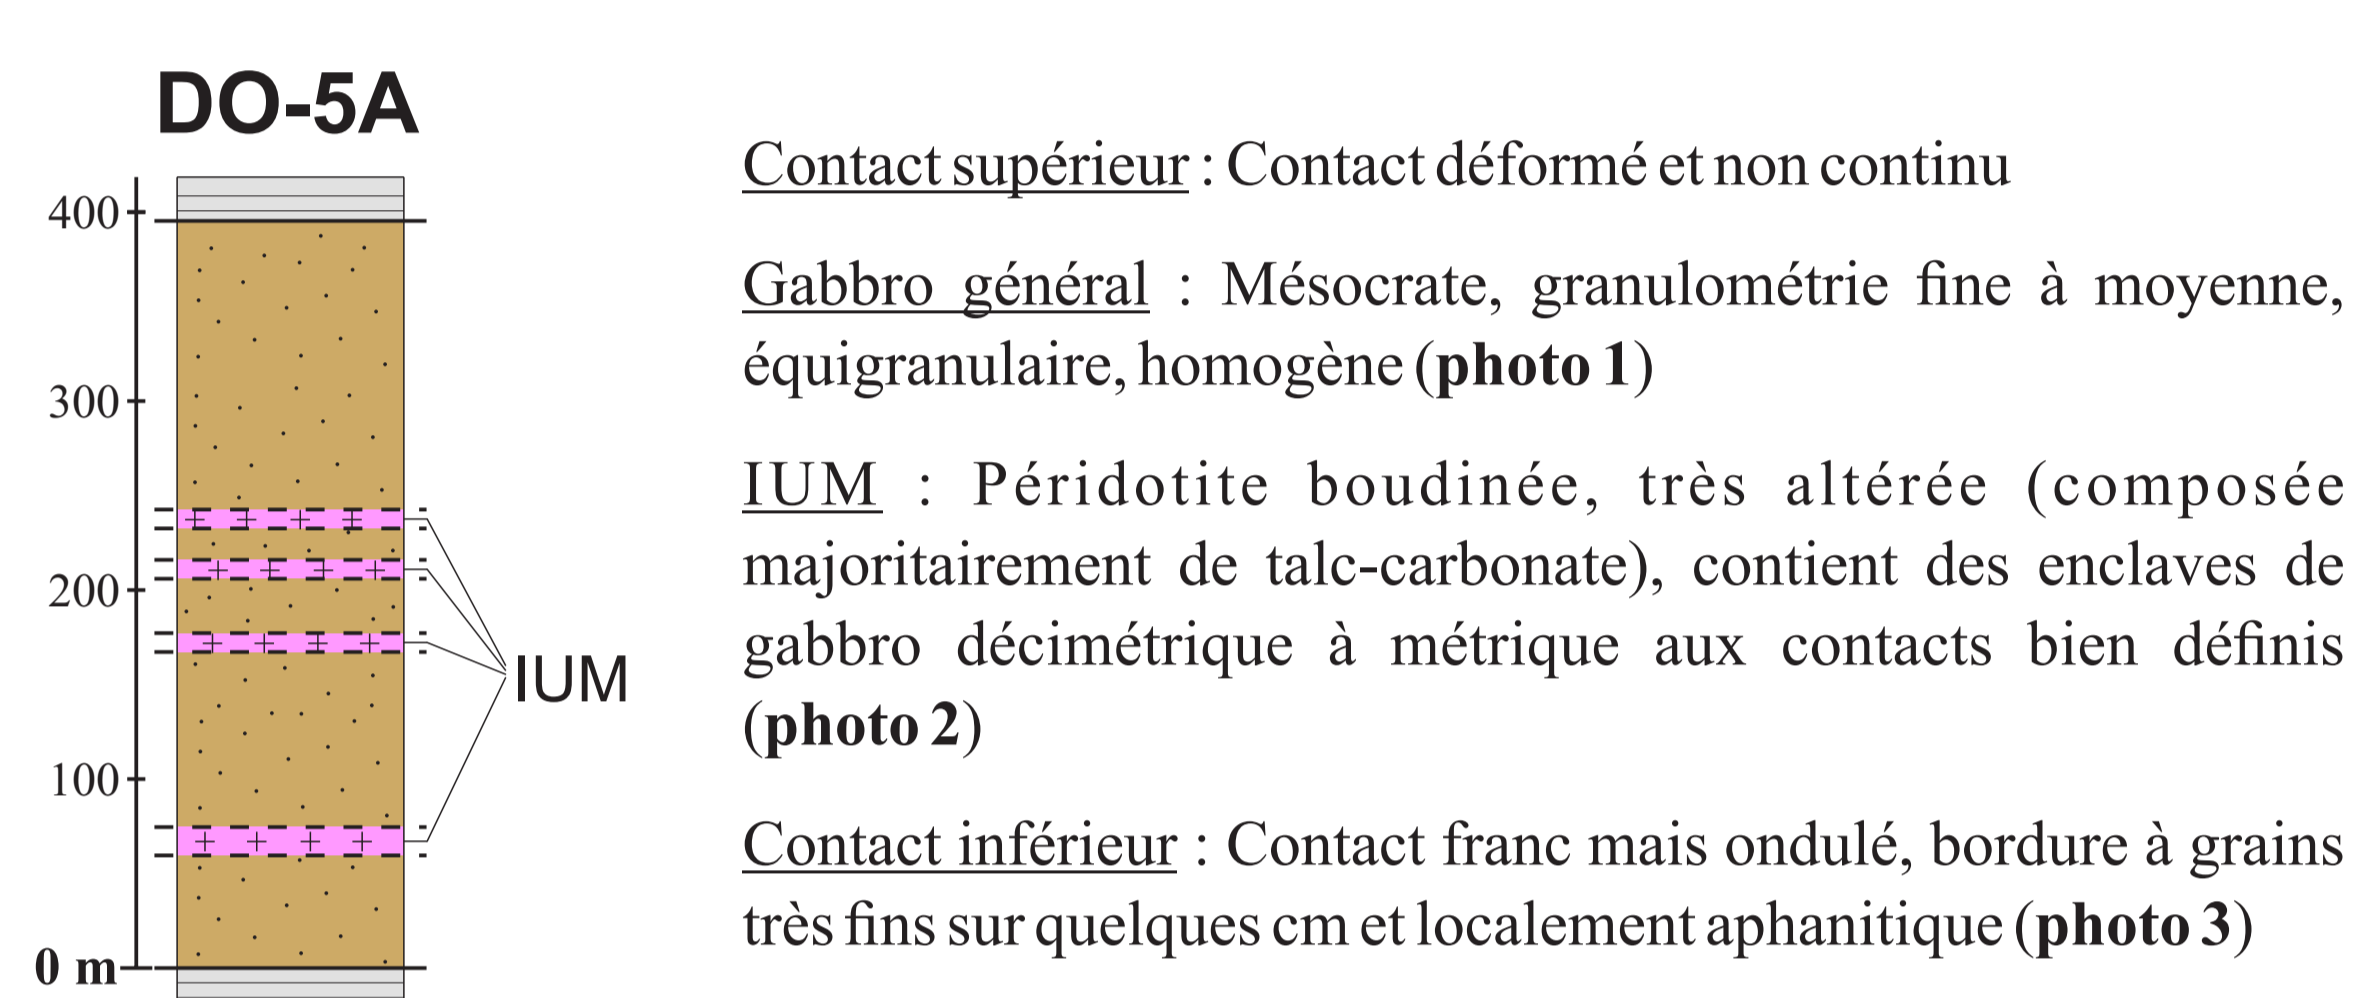 DO-5A
400
300
200
100
0 m
IUM
Contact supérieur : Contact déformé et non continu
Gabbro général : Mésocrate, granulométrie fine à moyenne,
équigranulaire, homogène (photo 1)
IUM : Péridotite boudinée, très altérée (composée
majoritairement de talc-carbonate), contient des enclaves de
gabbro décimétrique à métrique aux contacts bien définis
(photo 2)
Contact inférieur : Contact franc mais ondulé, bordure à grains
très fins sur quelques cm et localement aphanitique (photo 3)